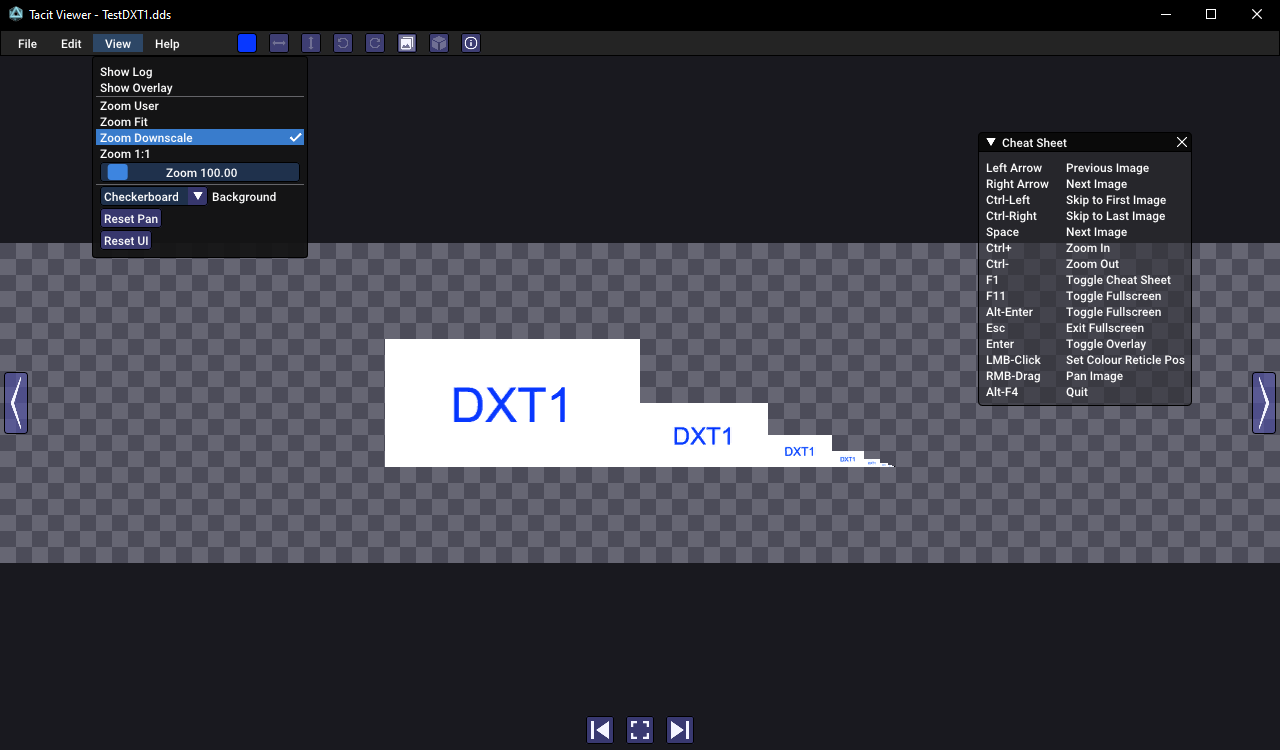 Tacit Viewer - TestDXT1.dds
File Edit View Help
Show Log
Show Overlay
Zoom User
Zoom Fit
Zoom Downscale
Zoom 1:1
Zoom 100.00
Checkerboard Background
Reset Pan
Reset UI
Cheat Sheet
Left Arrow Previous Image
Right Arrow Next Image
Ctrl-Left Skip to First Image
Ctrl-Right Skip to Last Image
Space Next Image
Ctrl+ Zoom In
Ctrl- Zoom Out
F1 Toggle Cheat Sheet
F11 Toggle Fullscreen
Alt-Enter Toggle Fullscreen
Esc Exit Fullscreen
Enter Toggle Overlay
LMB-Click Set Colour Reticle Pos
RMB-Drag Pan Image
Alt-F4 Quit
DXT1
DXT1
DXT1
DXT1